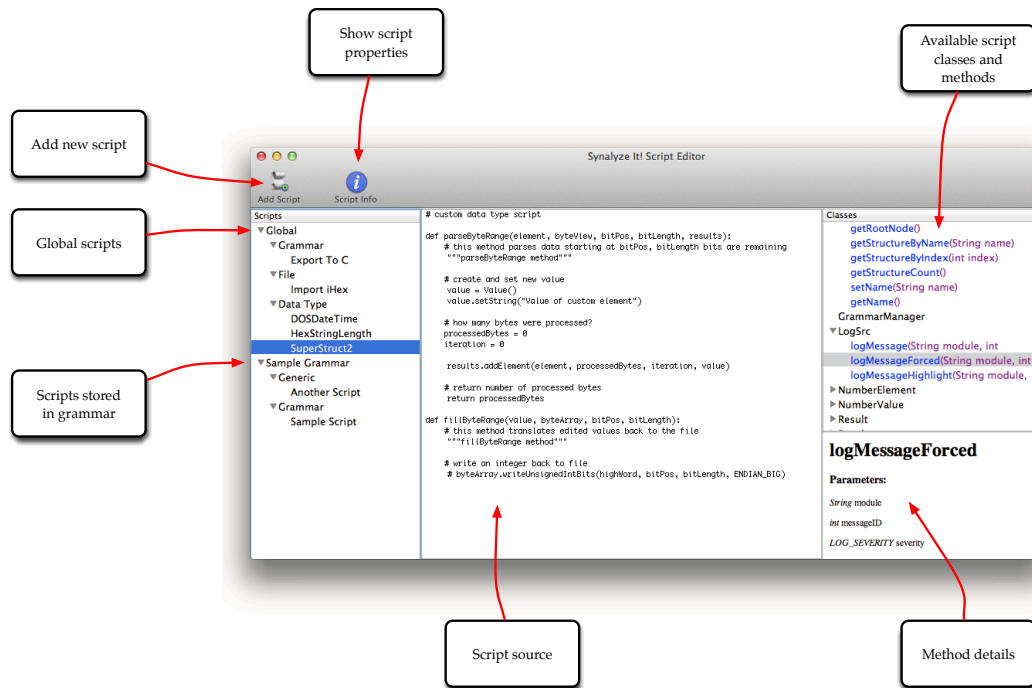 Show script
properties
Available script
classes and
methods
Add new script
Global scripts
Scripts stored
in grammar
Synalyze It! Script Editor
Add Script
Script Info
Scripts
Global
Grammar
Export To C
File
Import iHex
Data Type
DOSDateTime
HexStringLength
SuperStruct2
Sample Grammar
Generic
Another Script
Grammar
Sample Script
# custom data type script
def parseByteRange(element, byteView, bitPos, bitLength, results):
# this method parses data starting at bitPos, bitLength bits are remaining
"""parseByteRange method"""
# create and set new value
value = Value()
value.setString("Value of custom element")
# how many bytes were processed?
processedBytes = 0
iteration = 0
results.addElement(element, processedBytes, iteration, value)
# return number of processed bytes
return processedBytes
def fillByteRange(value, byteArray, bitPos, bitLength):
# this method translates edited values back to the file
"""fillByteRange method"""
# write an integer back to file
# byteArray.writeUnsignedIntBits(highWord, bitPos, bitLength, ENDIAN_BIG)
Classes
getRootNode()
getStructureByName(String name)
getStructureByIndex(int index)
getStructureCount()
setName(String name)
getName()
GrammarManager
LogSrc
logMessage(String module, int
logMessageForced(String module, int
logMessageHighlight(String module,
NumberElement
NumberValue
Result
logMessageForced
Parameters:
String module
int messageID
LOG_SEVERITY severity
Script source
Method details